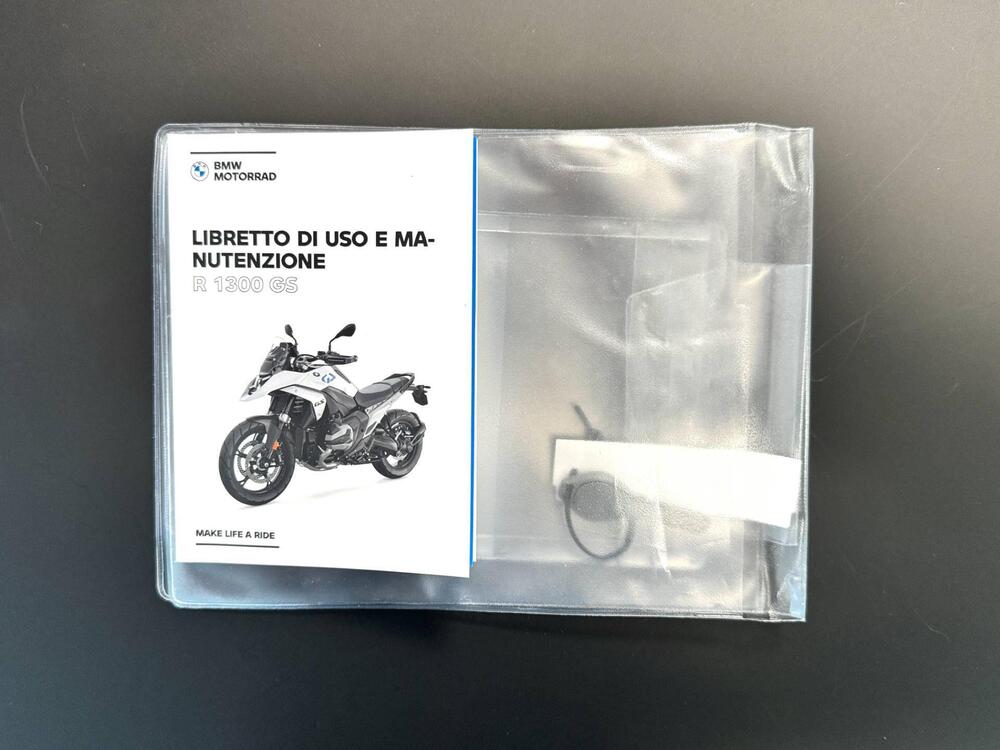 BMW
MOTORRAD
LIBRETTO DI USO E MA-
NUTENZIONE
R 1300 GS
MAKE LIFE A RIDE